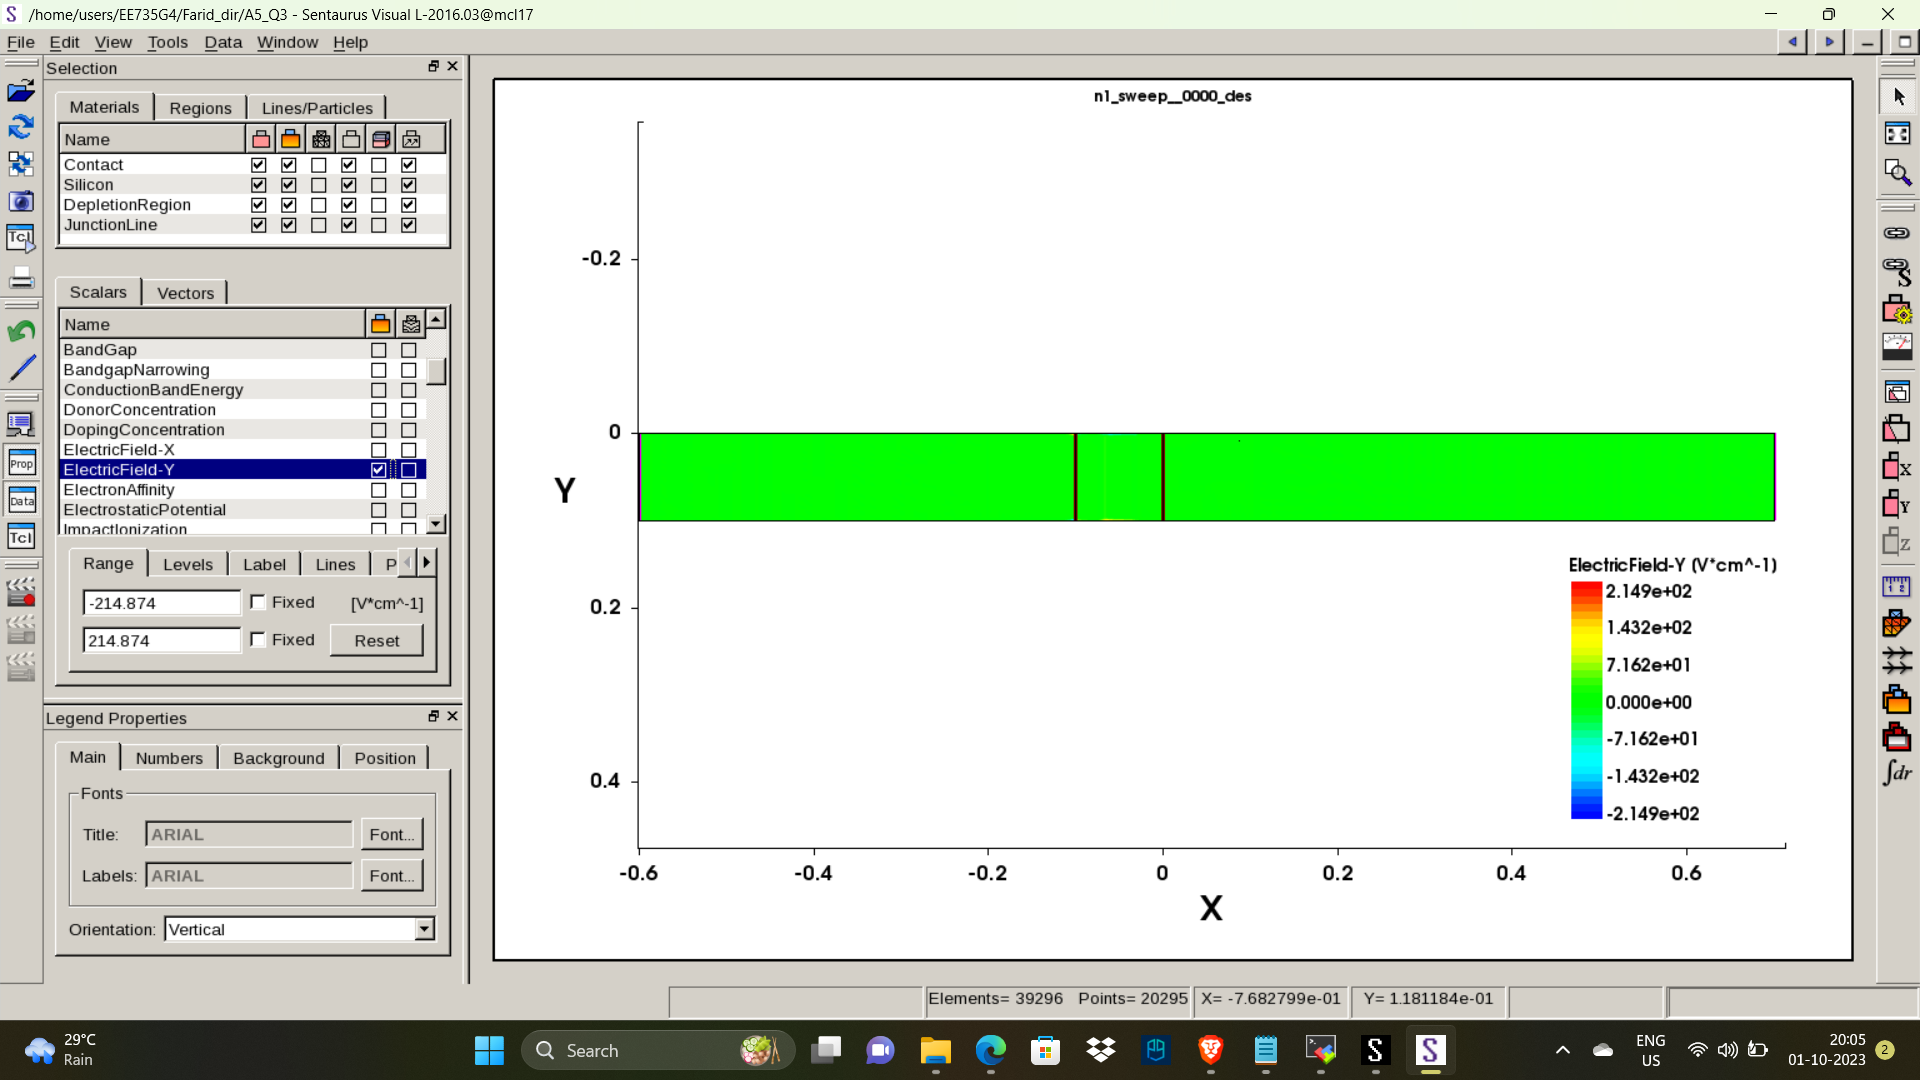 /home/users/EE735G4/Farid_dir/A5_Q3 - Sentaurus Visual L-2016.03@mcl17
File Edit View Tools Data Window Help
Selection
Materials Regions Lines/Particles
Name
Contact
Silicon
DepletionRegion
JunctionLine
Scalars Vectors
Name
BandGap
BandgapNarrowing
ConductionBandEnergy
DonorConcentration
DopingConcentration
ElectricField-X
ElectricField-Y
ElectronAffinity
ElectrostaticPotential
ImpactIonization
Range Levels Label Lines P
-214.874 Fixed [V*cm^-1]
214.874 Fixed Reset
Legend Properties
Main Numbers Background Position
Fonts
Title: ARIAL Font...
Labels: ARIAL Font...
Orientation: Vertical
Tcl
Prop
Data
Tcl
n1_sweep__0000_des
-0.2
0
0.2
0.4
Y
-0.6 -0.4 -0.2 0 0.2 0.4 0.6
X
ElectricField-Y (V*cm^-1)
2.149e+02
1.432e+02
7.162e+01
0.000e+00
-7.162e+01
-1.432e+02
-2.149e+02
S
X
Y
Z
1 2
∫dr
Elements= 39296 Points= 20295 X= -7.682799e-01 Y= 1.181184e-01
29°C
Rain
Search
ENG
US
20:05
01-10-2023
2